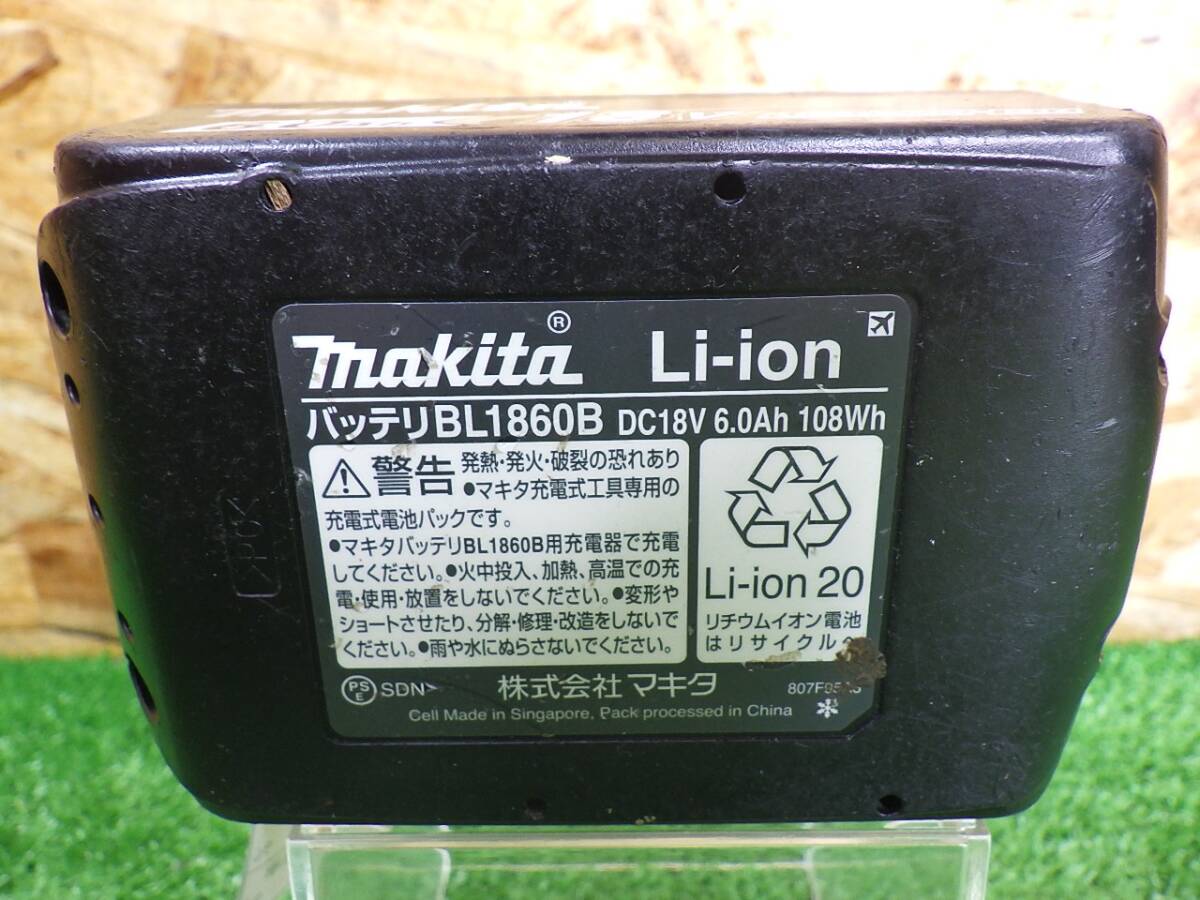 makita
18V
makita® Li-ion
バッテリBL1860B DC18V 6.0Ah 108Wh
警告 発熱・発火・破裂の恐れあり
●マキタ充電式工具専用の
充電式電池パックです。
●マキタバッテリBL1860B用充電器で充電
してください。●火中投入、加熱、高温での充
電・使用・放置をしないでください。●変形や
ショートさせたり、分解・修理・改造をしないで
ください。●雨や水にぬらさないでください。
Li-ion 20
リチウムイオン電池
はリサイクルへ
PS
E
SDN
株式会社 マキタ
Cell Made in Singapore, Pack processed in China
>PC<